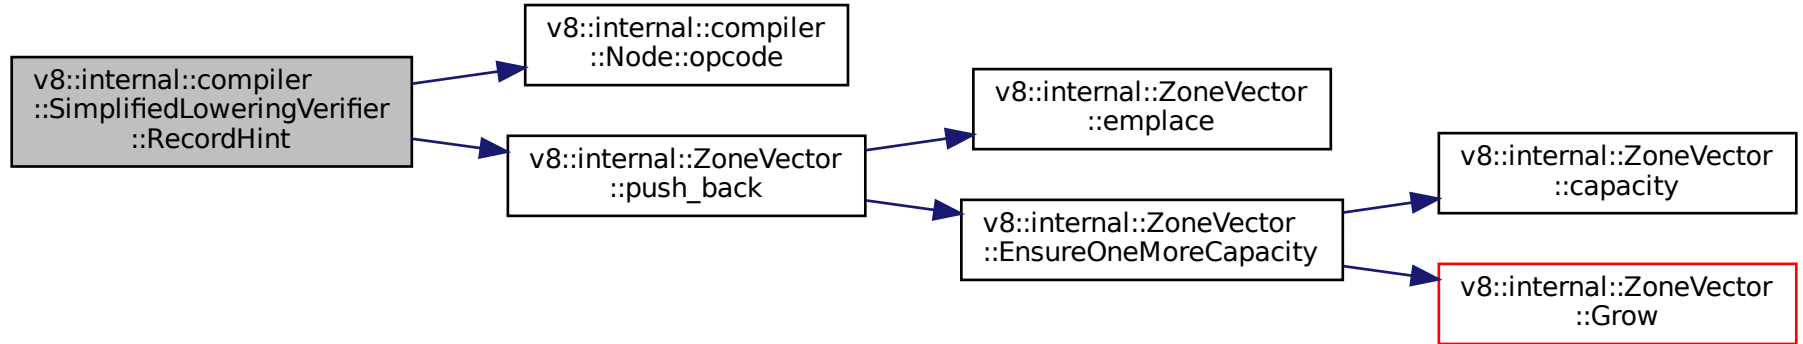 v8::internal::compiler
::SimplifiedLoweringVerifier
::RecordHint
v8::internal::compiler
::Node::opcode
v8::internal::ZoneVector
::push_back
v8::internal::ZoneVector
::emplace
v8::internal::ZoneVector
::EnsureOneMoreCapacity
v8::internal::ZoneVector
::capacity
v8::internal::ZoneVector
::Grow